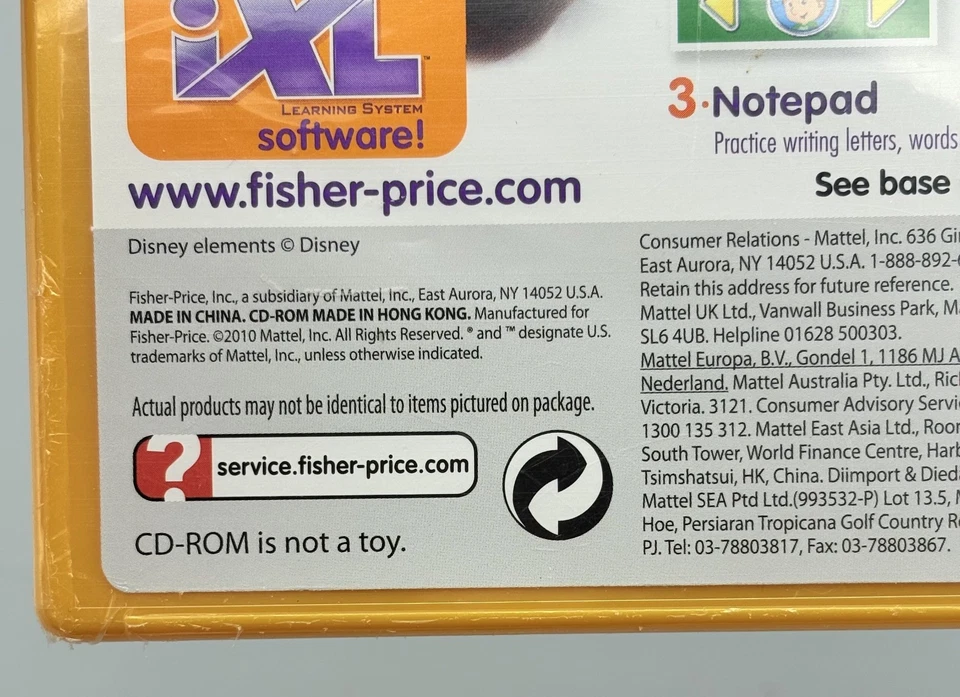 iXL™
LEARNING SYSTEM
software!
www.fisher-price.com
3·Notepad
Practice writing letters, words
See base
Disney elements © Disney
Fisher-Price, Inc., a subsidiary of Mattel, Inc., East Aurora, NY 14052 U.S.A.
MADE IN CHINA. CD-ROM MADE IN HONG KONG. Manufactured for
Fisher-Price. ©2010 Mattel, Inc. All Rights Reserved. ® and ™ designate U.S.
trademarks of Mattel, Inc., unless otherwise indicated.
Actual products may not be identical to items pictured on package.
? service.fisher-price.com
CD-ROM is not a toy.
Consumer Relations - Mattel, Inc. 636
East Aurora, NY 14052 U.S.A. 1-888-892-
Retain this address for future reference.
Mattel UK Ltd., Vanwall Business Park,
SL6 4UB. Helpline 01628 500303.
Mattel Europa, B.V., Gondel 1, 1186 MJ
Nederland. Mattel Australia Pty. Ltd.,
Victoria. 3121. Consumer Advisory
1300 135 312. Mattel East Asia Ltd.,
South Tower, World Finance Centre,
Tsimshatsui, HK, China. Diimport &
Mattel SEA Ptd Ltd.(993532-P) Lot 13.5,
Hoe, Persiaran Tropicana Golf Country
PJ. Tel: 03-78803817, Fax: 03-78803867.